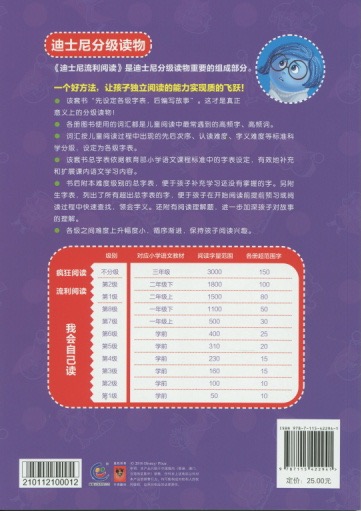 迪士尼分级读物
《迪士尼流利阅读》是迪士尼分级读物重要的组成部分。
一个好方法，让孩子独立阅读的能力实现质的飞跃！
● 该套书“先设定各级字表，后编写故事”。这才是真正
意义上的分级读物！
● 各册图书使用的词汇都是儿童阅读中最常遇到的高频字、高频词。
● 词汇按儿童阅读过程中出现的先后次序、认读难度、字义难度等标准科
学分级，设定为各级字表。
● 该套书总字表依据教育部小学语文课程标准中的字表设定，有效地补充
和扩展课内语文学习内容。
● 书后附本难度级别的总字表，便于孩子补充学习还没有掌握的字。另附
生字表，列出了所有超出总字表的字，便于孩子在开始阅读前提前预习或阅
读过程中快速查找，领会字义。还附有阅读理解题，进一步加深孩子对故事
的理解。
● 各级之间难度上升幅度小，顺序渐进，保持孩子阅读兴趣。
级别 对应小学语文教材 阅读字量范围 各册超范围字
疯狂阅读 不分级 三年级 3000 150
流利阅读 第2级 二年级下 1800 100
第1级 二年级上 1500 80
我会自己读 第8级 一年级下 1100 50
第7级 一年级上 500 30
第6级 学前 400 25
第5级 学前 310 20
第4级 学前 230 15
第3级 学前 160 15
第2级 学前 100 10
第1级 学前 50 10
210112100012
ISBN 978-7-115-42294-1
定价：25.00元